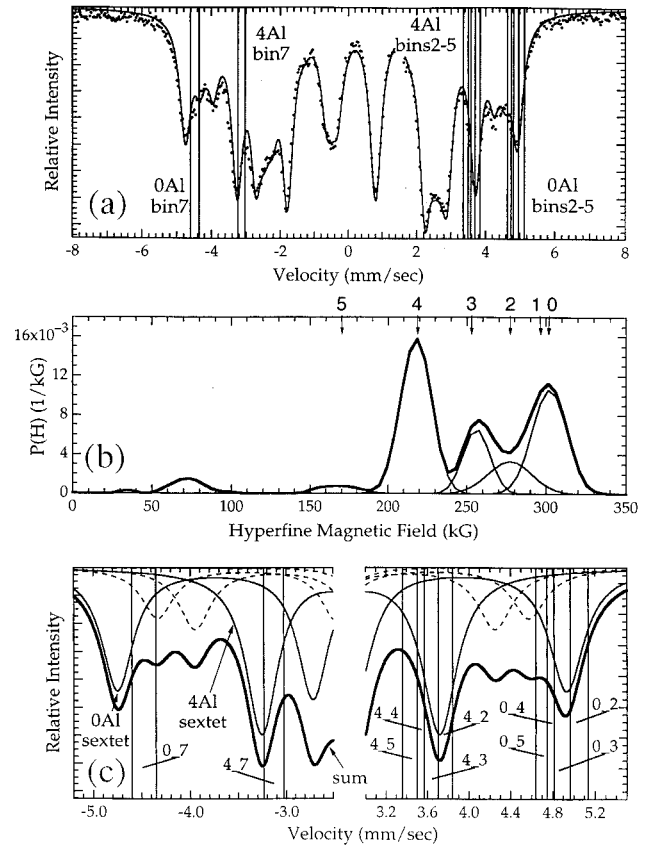 4Al
bin7
4Al
bins2-5
0Al
bin7
0Al
bins2-5
(a)
Relative Intensity
-8 -6 -4 -2 0 2 4 6 8
Velocity (mm/sec)
5 4 3 2 1 0
16x10-3
12
8
4
0
P(H) (1/kG)
(b)
0 50 100 150 200 250 300 350
Hyperfine Magnetic Field (kG)
Relative Intensity
(c)
0Al
sextet
4Al
sextet
0_7
4_7
sum
4_4
4_5
4_2
4_3
0_4
0_5
0_2
0_3
-5.0 -4.0 -3.0 3.2 3.6 4.0 4.4 4.8 5.2
Velocity (mm/sec)